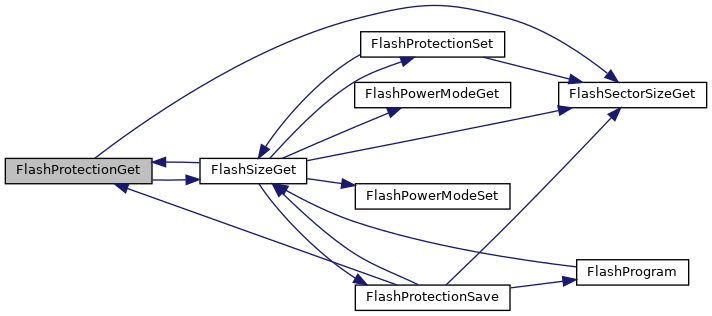 FlashProtectionSet
FlashPowerModeGet
FlashSectorSizeGet
FlashProtectionGet
FlashSizeGet
FlashPowerModeSet
FlashProgram
FlashProtectionSave